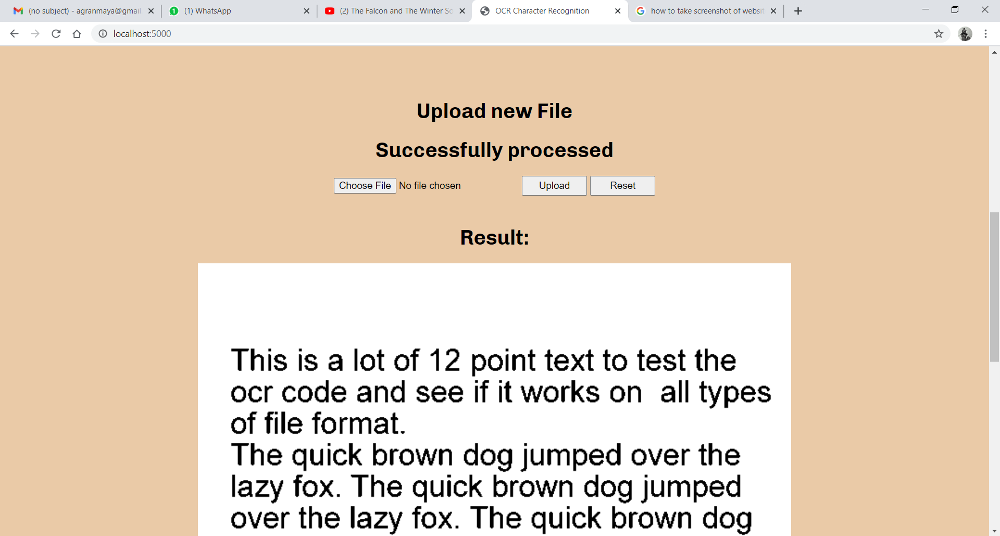 (no subject) - agranmaya@gmail.
(1) WhatsApp
(2) The Falcon and The Winter So
OCR Character Recognition
how to take screenshot of websit
localhost:5000
Upload new File
Successfully processed
Choose File No file chosen Upload Reset
Result:
This is a lot of 12 point text to test the
ocr code and see if it works on  all types
of file format.
The quick brown dog jumped over the
lazy fox. The quick brown dog jumped
over the lazy fox. The quick brown dog